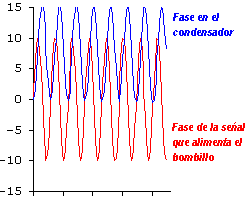 15
10
5
0
−5
−10
−15
Fase en el
condensador
Fase de la señal
que alimenta el
bombillo